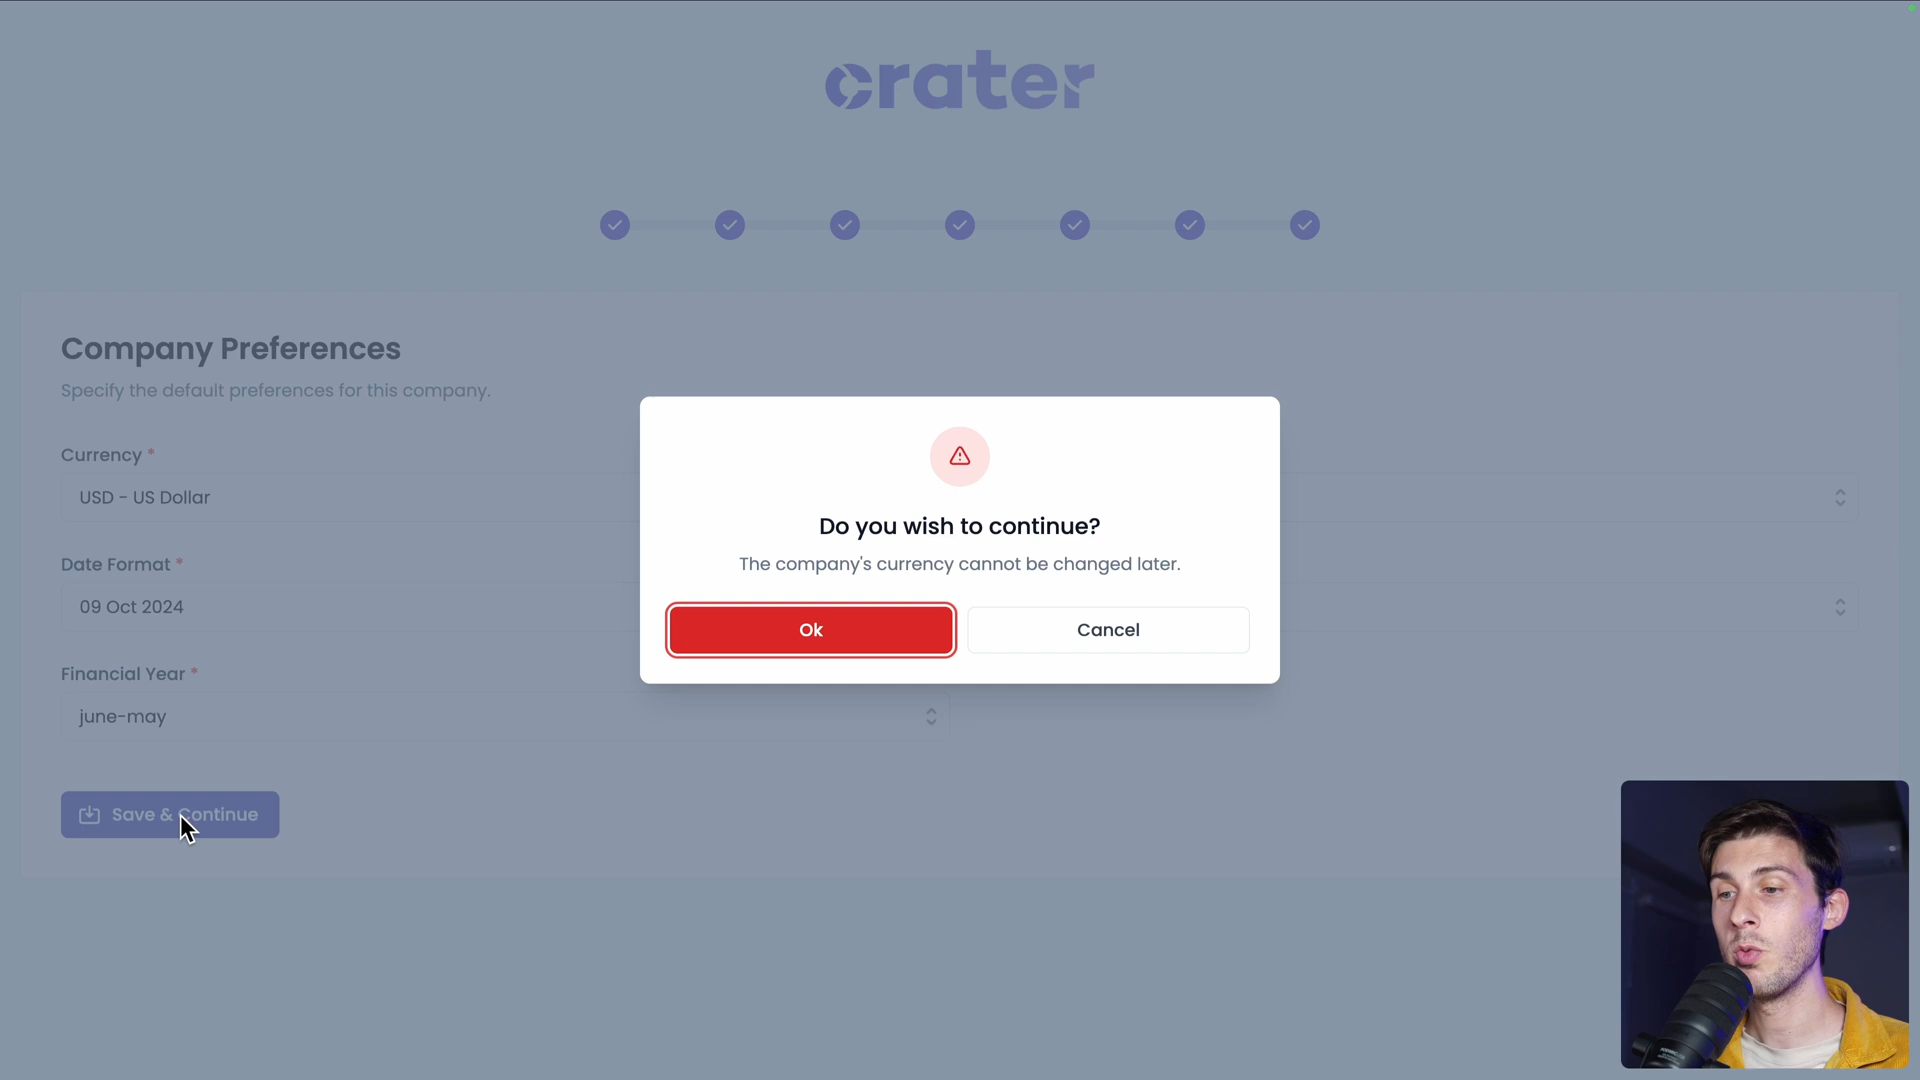 crater
Company Preferences
Specify the default preferences for this company.
Currency *
USD - US Dollar
Date Format *
09 Oct 2024
Financial Year *
june-may
Save & Continue
Do you wish to continue?
The company's currency cannot be changed later.
Ok
Cancel